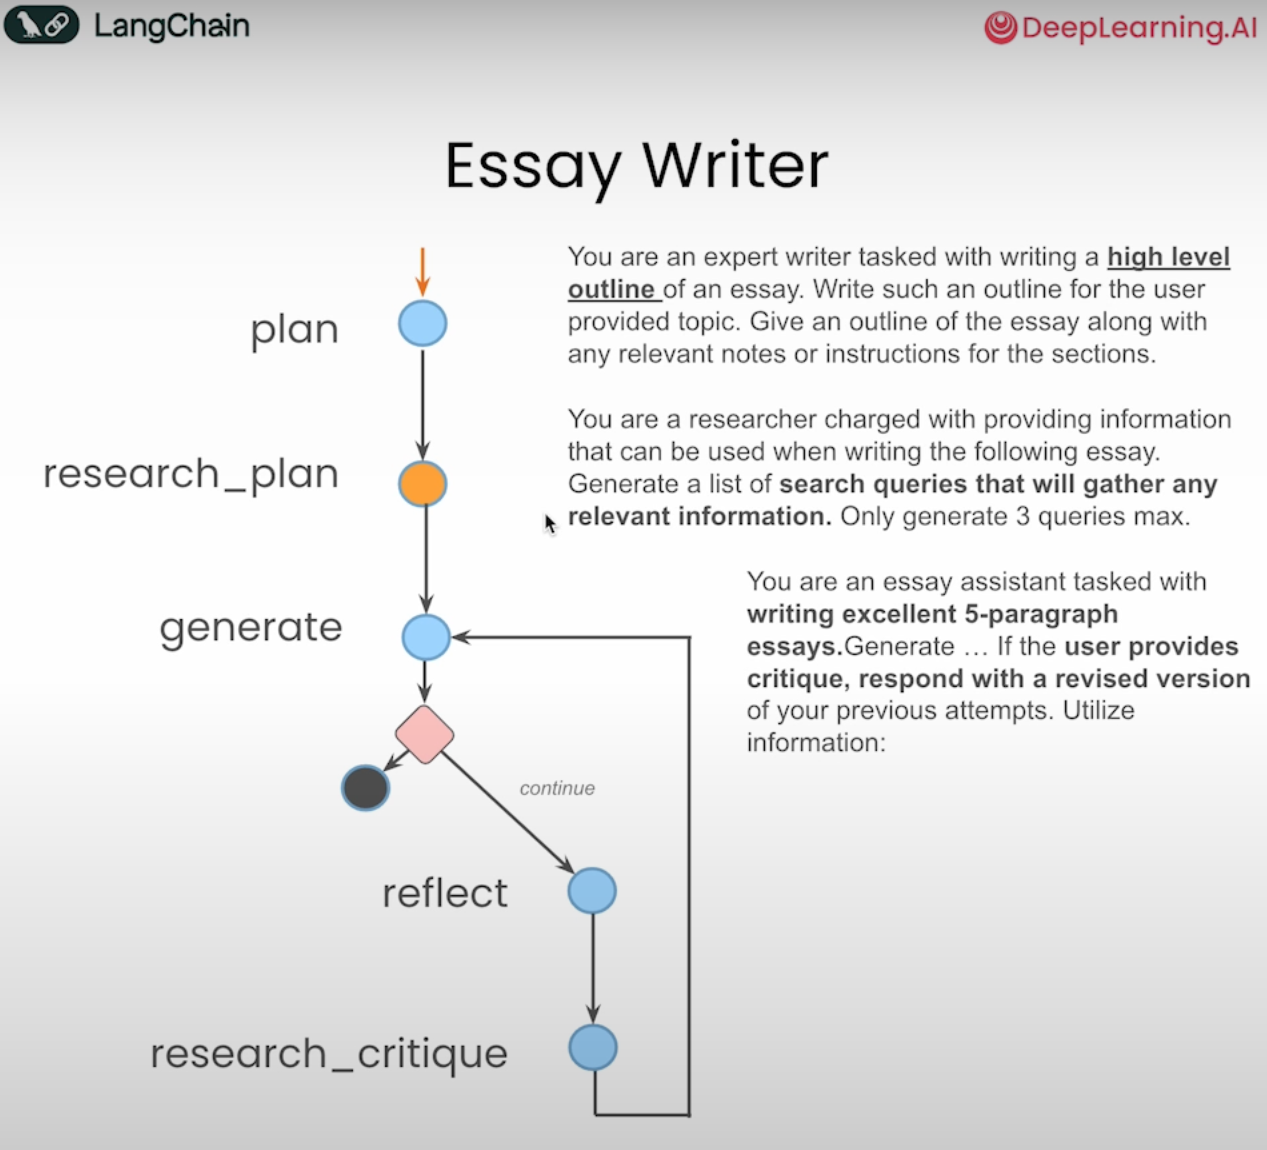 LangChain
DeepLearning.AI
Essay Writer
plan
You are an expert writer tasked with writing a high level
outline of an essay. Write such an outline for the user
provided topic. Give an outline of the essay along with
any relevant notes or instructions for the sections.
research_plan
You are a researcher charged with providing information
that can be used when writing the following essay.
Generate a list of search queries that will gather any
relevant information. Only generate 3 queries max.
generate
You are an essay assistant tasked with
writing excellent 5-paragraph
essays.Generate … If the user provides
critique, respond with a revised version
of your previous attempts. Utilize
information:
continue
reflect
research_critique